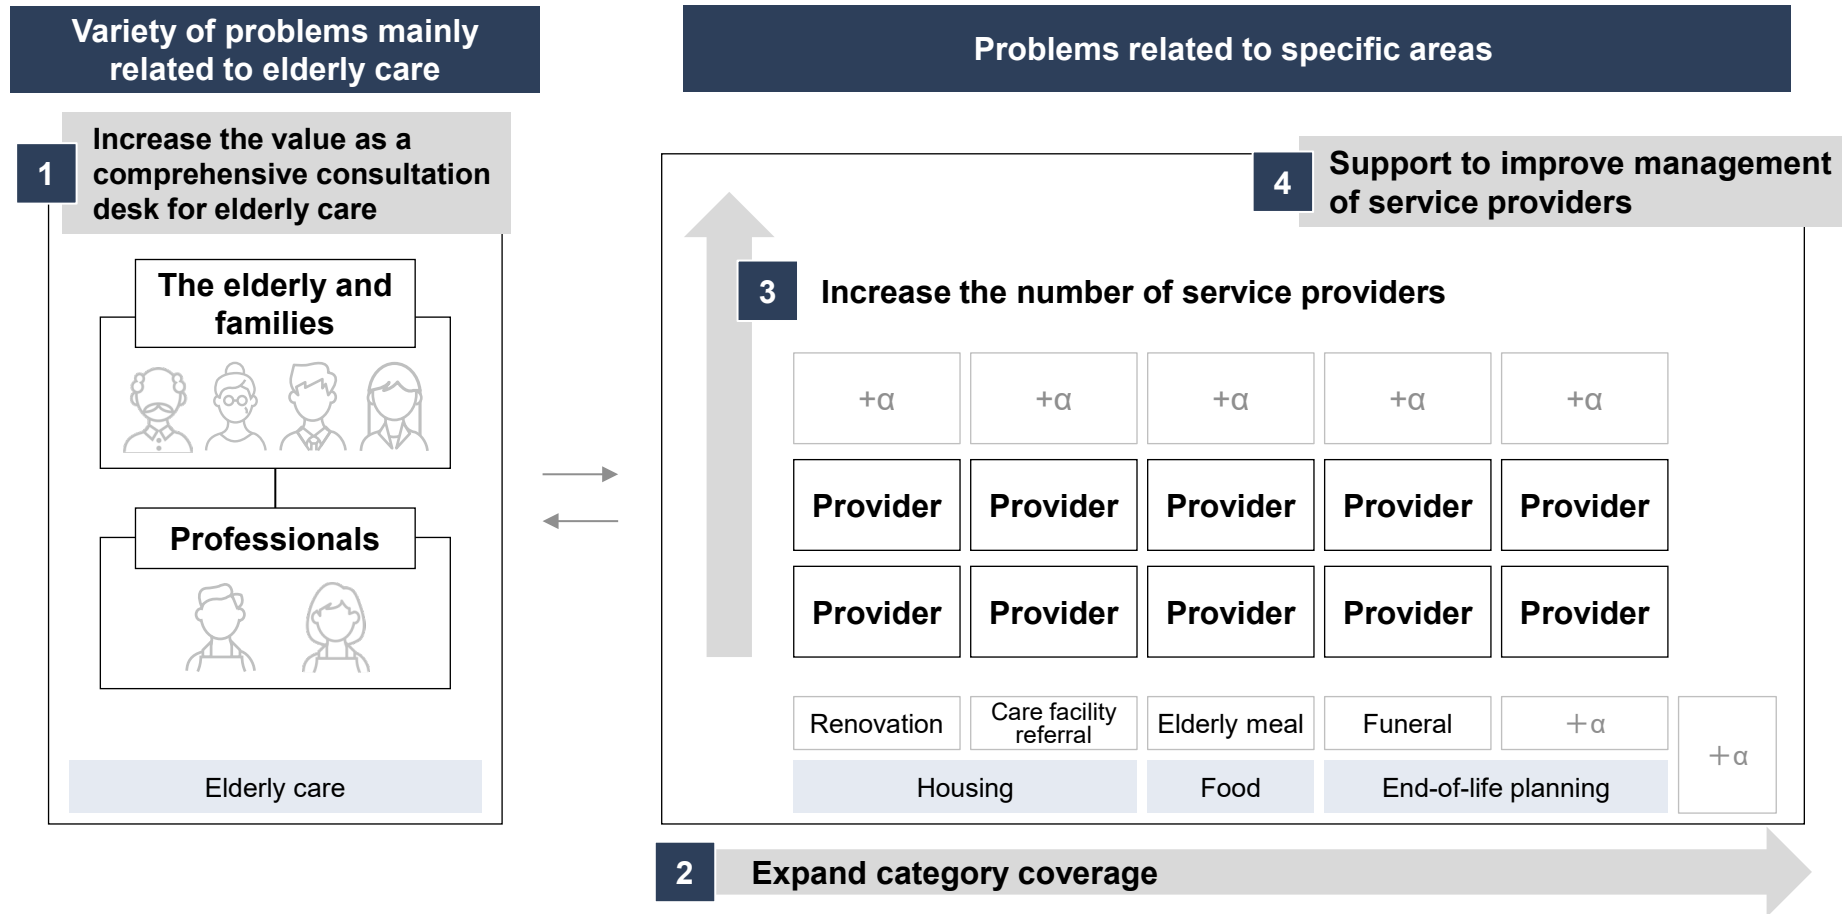 Variety of problems mainly
related to elderly care
1
Increase the value as a
comprehensive consultation
desk for elderly care
The elderly and
families
Professionals
Elderly care
Problems related to specific areas
4
Support to improve management
of service providers
3
Increase the number of service providers
+α +α +α +α +α
Provider Provider Provider Provider Provider
Provider Provider Provider Provider Provider
Renovation
Care facility
referral
Elderly meal
Funeral
+α
Housing
Food
End-of-life planning
+α
2
Expand category coverage